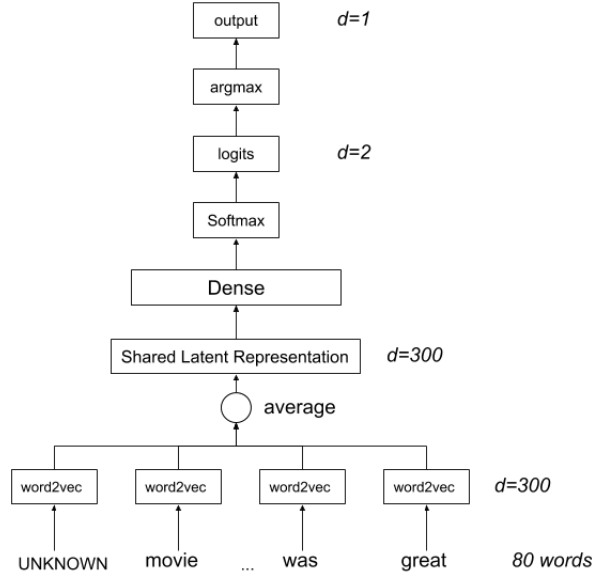 output d=1
argmax
logits d=2
Softmax
Dense
Shared Latent Representation d=300
average
word2vec word2vec word2vec word2vec d=300
UNKNOWN movie ... was great 80 words